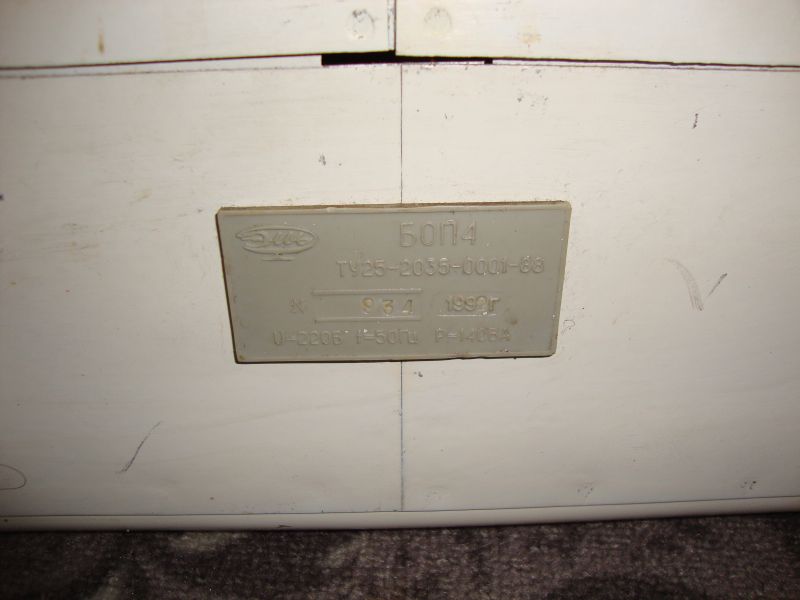 БОП4
ТУ25-2035-0001-88
№ 934 1990г
U-220В f-50Гц P-140ВА